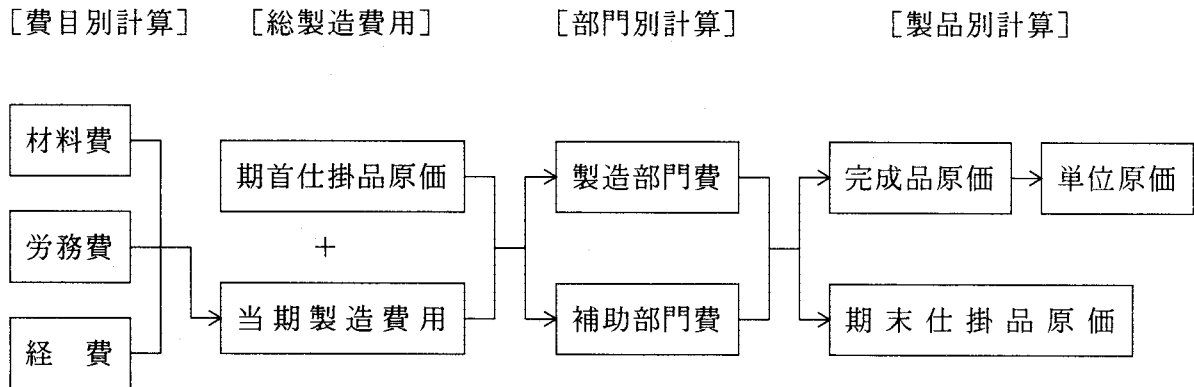 [費目別計算] [総製造費用] [部門別計算] [製品別計算]
材料費
期首仕掛品原価
製造部門費
完成品原価
単位原価
労務費
+
当期製造費用
補助部門費
期末仕掛品原価
経費